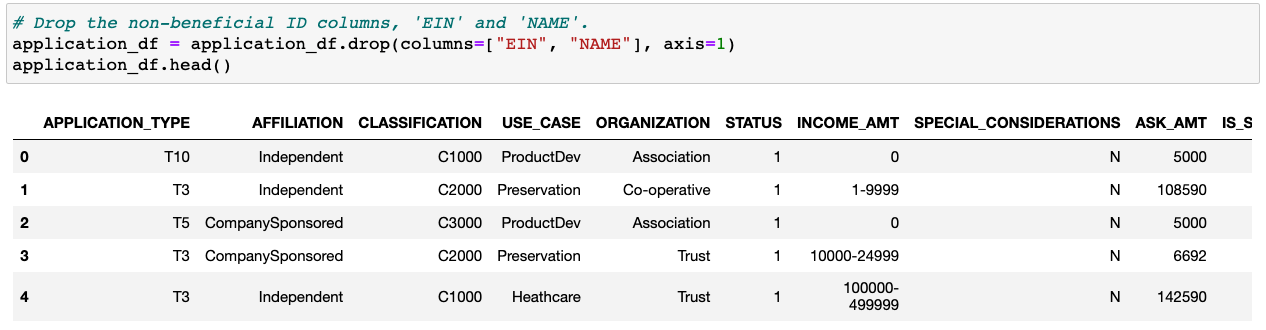 # Drop the non-beneficial ID columns, 'EIN' and 'NAME'.
application_df = application_df.drop(columns=["EIN", "NAME"], axis=1)
application_df.head()
APPLICATION_TYPE AFFILIATION CLASSIFICATION USE_CASE ORGANIZATION STATUS INCOME_AMT SPECIAL_CONSIDERATIONS ASK_AMT IS_S
0 T10 Independent C1000 ProductDev Association 1 0 N 5000
1 T3 Independent C2000 Preservation Co-operative 1 1-9999 N 108590
2 T5 CompanySponsored C3000 ProductDev Association 1 0 N 5000
3 T3 CompanySponsored C2000 Preservation Trust 1 10000-24999 N 6692
4 T3 Independent C1000 Heathcare Trust 1 100000-
499999 N 142590